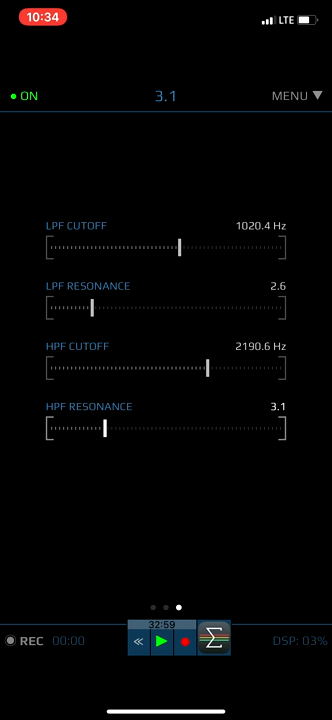 10:34
LTE
ON
3.1
MENU ▼
LPF CUTOFF 1020.4 Hz
LPF RESONANCE 2.6
HPF CUTOFF 2190.6 Hz
HPF RESONANCE 3.1
32:59
REC 00:00
Σ
DSP: 03%